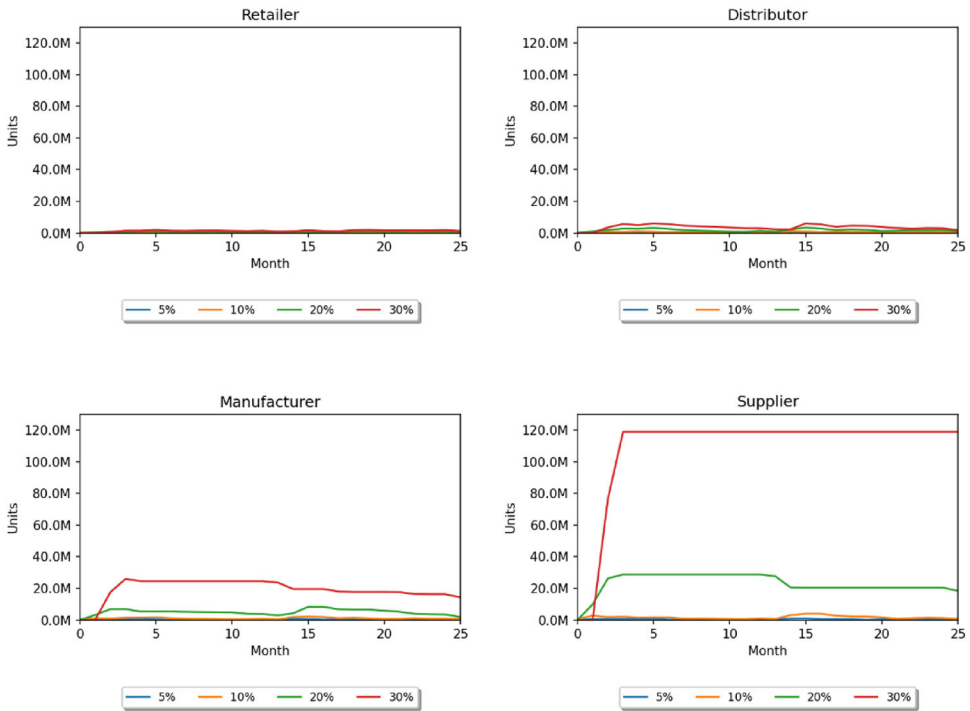 Retailer
120.0M
100.0M
80.0M
60.0M
40.0M
20.0M
0.0M
Units
0 5 10 15 20 25
Month
5% 10% 20% 30%
Distributor
120.0M
100.0M
80.0M
60.0M
40.0M
20.0M
0.0M
Units
0 5 10 15 20 25
Month
5% 10% 20% 30%
Manufacturer
120.0M
100.0M
80.0M
60.0M
40.0M
20.0M
0.0M
Units
0 5 10 15 20 25
Month
5% 10% 20% 30%
Supplier
120.0M
100.0M
80.0M
60.0M
40.0M
20.0M
0.0M
Units
0 5 10 15 20 25
Month
5% 10% 20% 30%